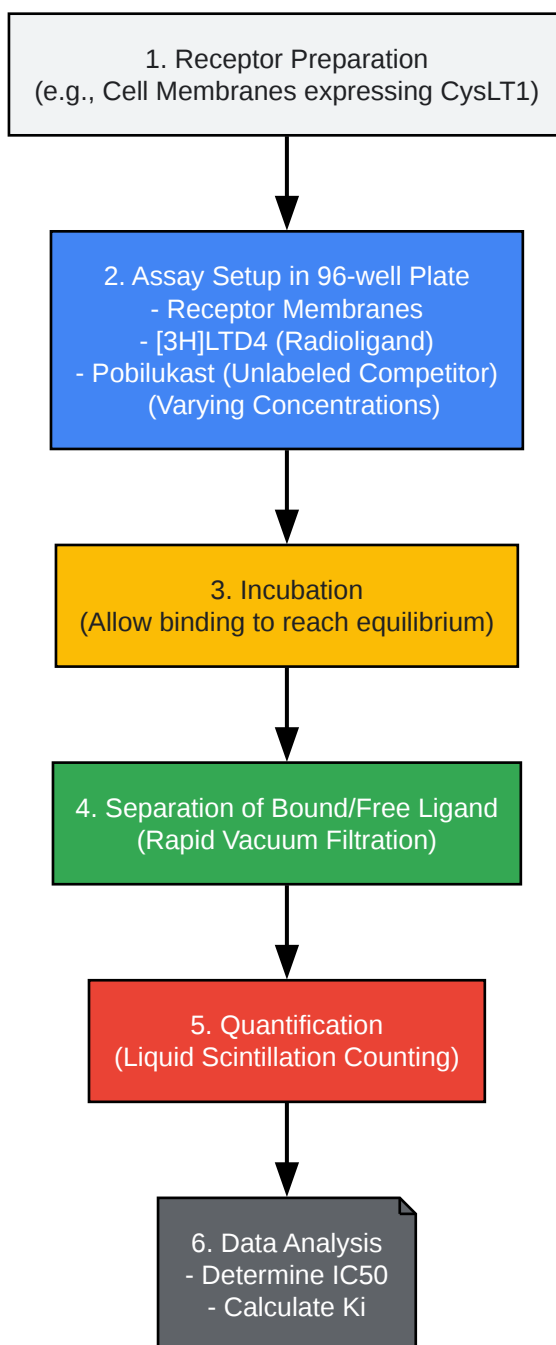 1. Receptor Preparation
(e.g., Cell Membranes expressing CysLT1)
2. Assay Setup in 96-well Plate
- Receptor Membranes
- [3H]LTD4 (Radioligand)
- Pobilukast (Unlabeled Competitor)
(Varying Concentrations)
3. Incubation
(Allow binding to reach equilibrium)
4. Separation of Bound/Free Ligand
(Rapid Vacuum Filtration)
5. Quantification
(Liquid Scintillation Counting)
6. Data Analysis
- Determine IC50
- Calculate Ki